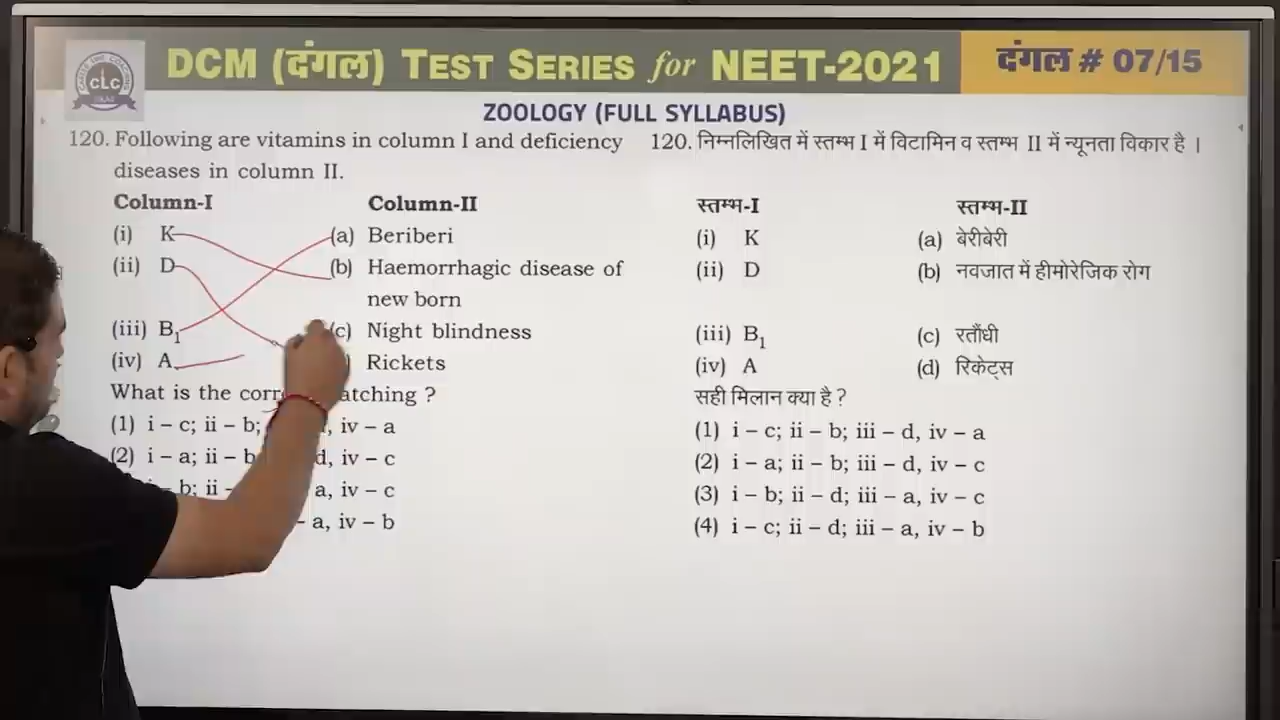 DCM (दंगल) TEST SERIES for NEET-2021
दंगल # 07/15
CLC
ZOOLOGY (FULL SYLLABUS)
120. Following are vitamins in column I and deficiency
diseases in column II.
Column-I Column-II
(i) K (a) Beriberi
(ii) D (b) Haemorrhagic disease of
new born
(iii) B1 (c) Night blindness
(iv) A Rickets
What is the atching ?
(1) i – c; ii – b; iv – a
(2) i – a; ii – b d, iv – c
b; ii – a, iv – c
– a, iv – b
120. निम्नलिखित में स्तम्भ I में विटामिन व स्तम्भ II में न्यूनता विकार है ।
स्तम्भ-I स्तम्भ-II
(i) K (a) बेरीबेरी
(ii) D (b) नवजात में हीमोरेजिक रोग
(iii) B1 (c) रतौंधी
(iv) A (d) रिकेट्स
सही मिलान क्या है ?
(1) i – c; ii – b; iii – d, iv – a
(2) i – a; ii – b; iii – d, iv – c
(3) i – b; ii – d; iii – a, iv – c
(4) i – c; ii – d; iii – a, iv – b